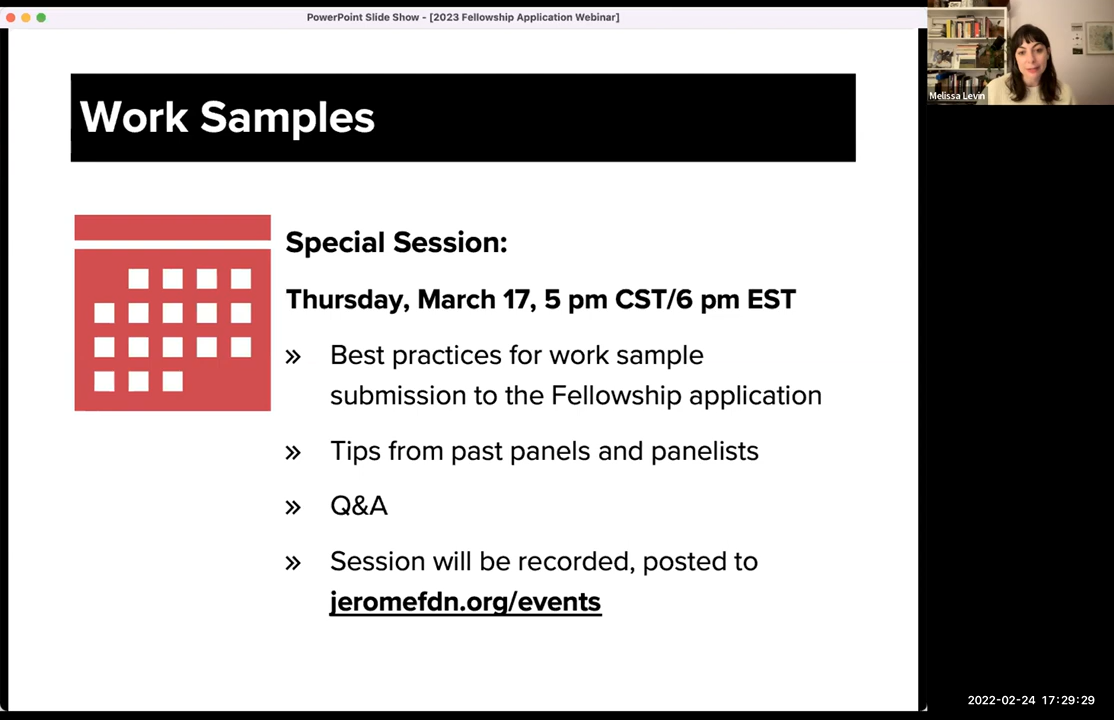 PowerPoint Slide Show - [2023 Fellowship Application Webinar]
Melissa Levin
Work Samples
Special Session:
Thursday, March 17, 5 pm CST/6 pm EST
» Best practices for work sample
submission to the Fellowship application
» Tips from past panels and panelists
» Q&A
» Session will be recorded, posted to
jeromefdn.org/events
2022-02-24 17:29:29